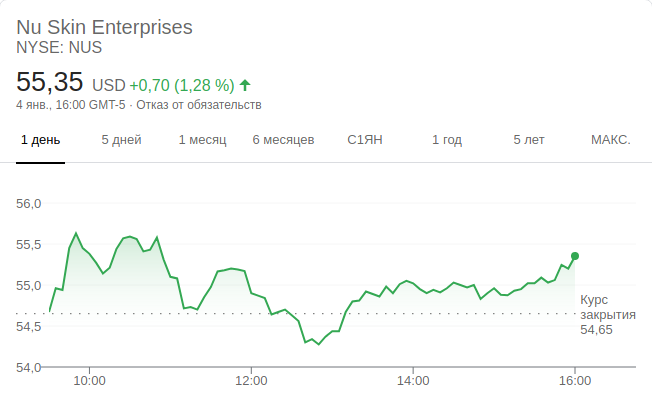 Nu Skin Enterprises
NYSE: NUS
55,35 USD +0,70 (1,28 %)
4 янв., 16:00 GMT-5 · Отказ от обязательств
1 день 5 дней 1 месяц 6 месяцев С1ЯН 1 год 5 лет МАКС.
56,0
55,5
55,0
54,5
54,0
Курс
закрытия
54,65
10:00 12:00 14:00 16:00